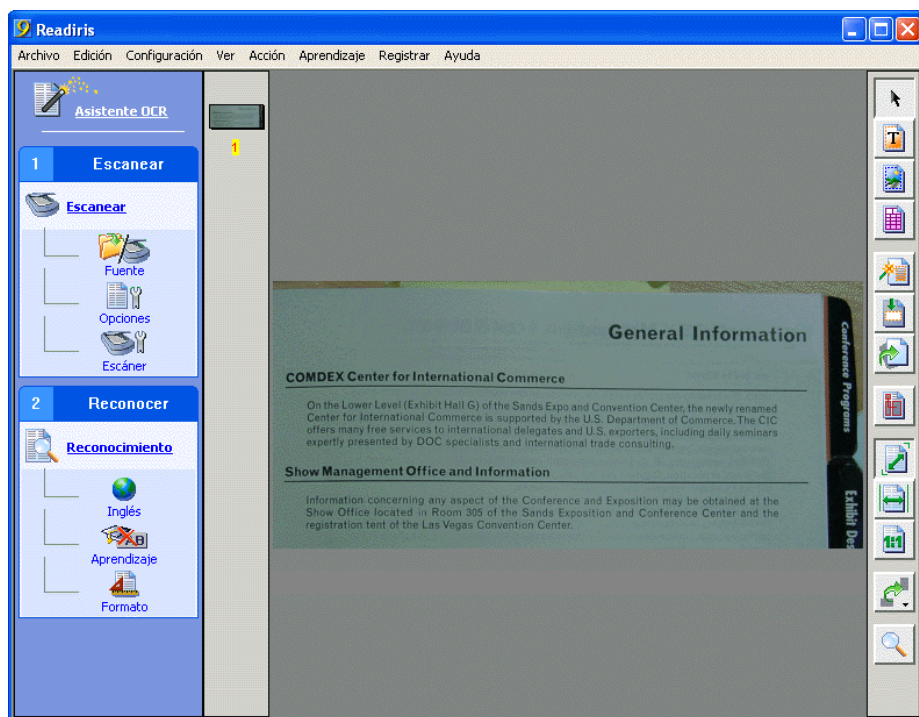 Readiris
Archivo Edición Configuración Ver Acción Aprendizaje Registrar Ayuda
Asistente OCR
1 Escanear
Escanear
Fuente
Opciones
Escáner
2 Reconocer
Reconocimiento
Inglés
Aprendizaje
Formato
1
General Information
COMDEX Center for International Commerce
On the Lower Level (Exhibit Hall G) of the Sands Expo and Convention Center, the newly renamed
Center for International Commerce is supported by the U.S. Department of Commerce. The CIC
offers many free services to international delegates and U.S. exporters, including daily seminars
expertly presented by DOC specialists and international trade consulting.
Show Management Office and Information
Information concerning any aspect of the Conference and Exposition may be obtained at the
Show Office located in Room 305 of the Sands Exposition and Conference Center and the
registration tent of the Las Vegas Convention Center.
Conference Programs
Exhibit Des
T
1:1